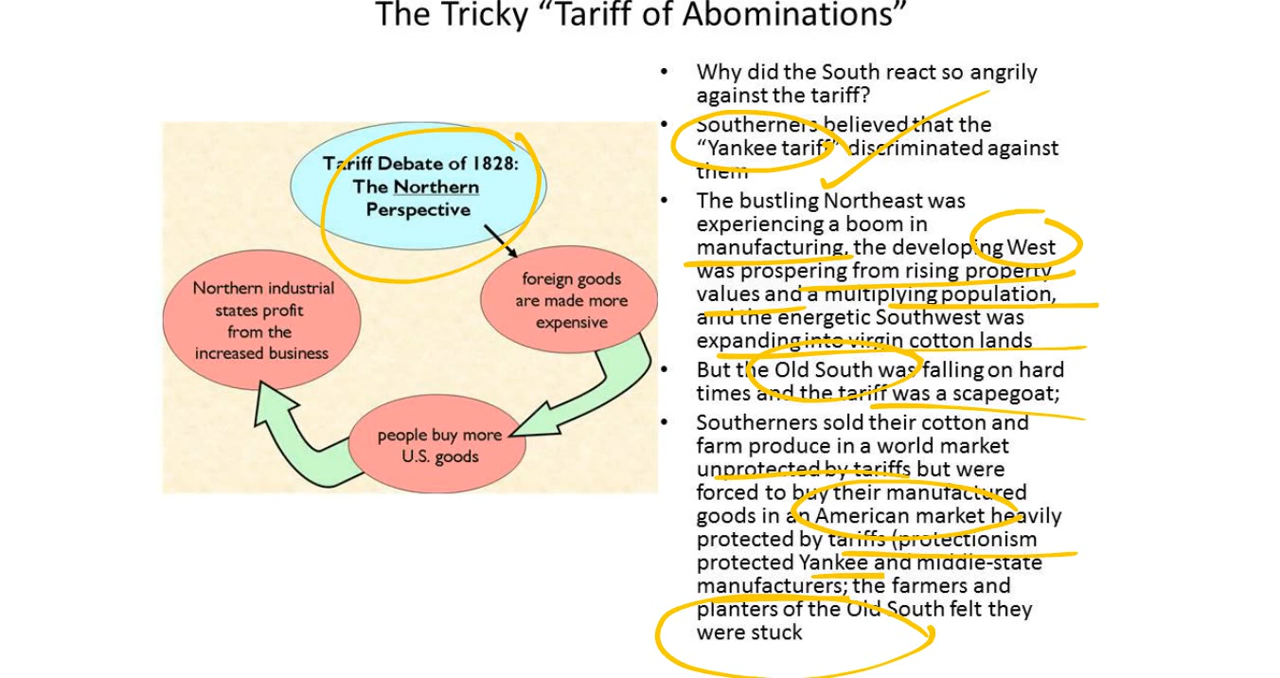 The Tricky “Tariff of Abominations”
Tariff Debate of 1828:
The Northern
Perspective
foreign goods
are made more
expensive
people buy more
U.S. goods
Northern industrial
states profit
from the
increased business
• Why did the South react so angrily
against the tariff?
• Southerners believed that the
“Yankee tariff” discriminated against
them
• The bustling Northeast was
experiencing a boom in
manufacturing, the developing West
was prospering from rising property
values and a multiplying population,
and the energetic Southwest was
expanding into virgin cotton lands
• But the Old South was falling on hard
times and the tariff was a scapegoat;
• Southerners sold their cotton and
farm produce in a world market
unprotected by tariffs but were
forced to buy their manufactured
goods in an American market heavily
protected by tariffs (protectionism
protected Yankee and middle-state
manufacturers; the farmers and
planters of the Old South felt they
were stuck